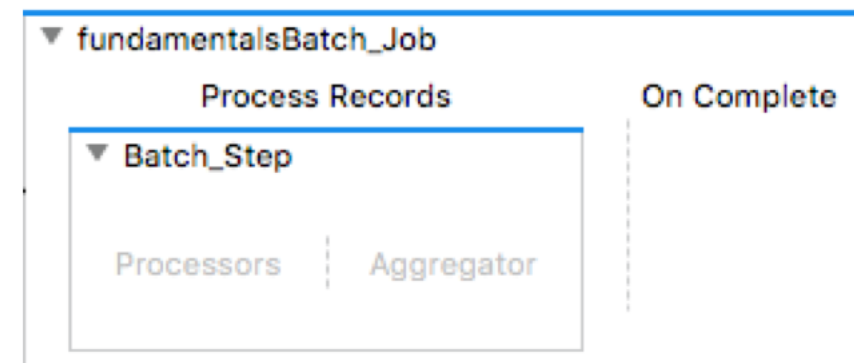 fundamentalsBatch_Job
Process Records On Complete
Batch_Step
Processors Aggregator